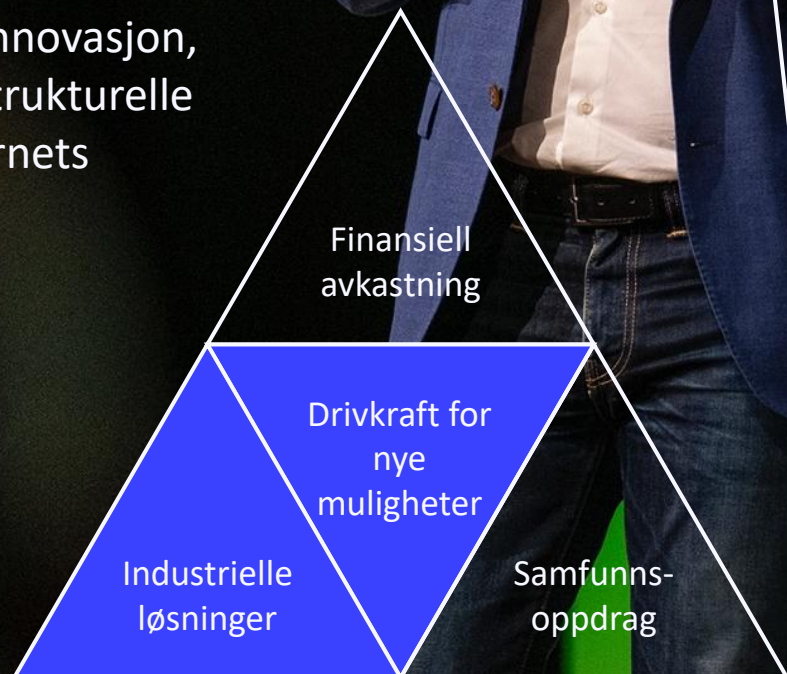 nnovasjon,
trukturelle
rnets
Finansiell
avkastning
Drivkraft for
nye
muligheter
Industrielle
løsninger
Samfunns-
oppdrag